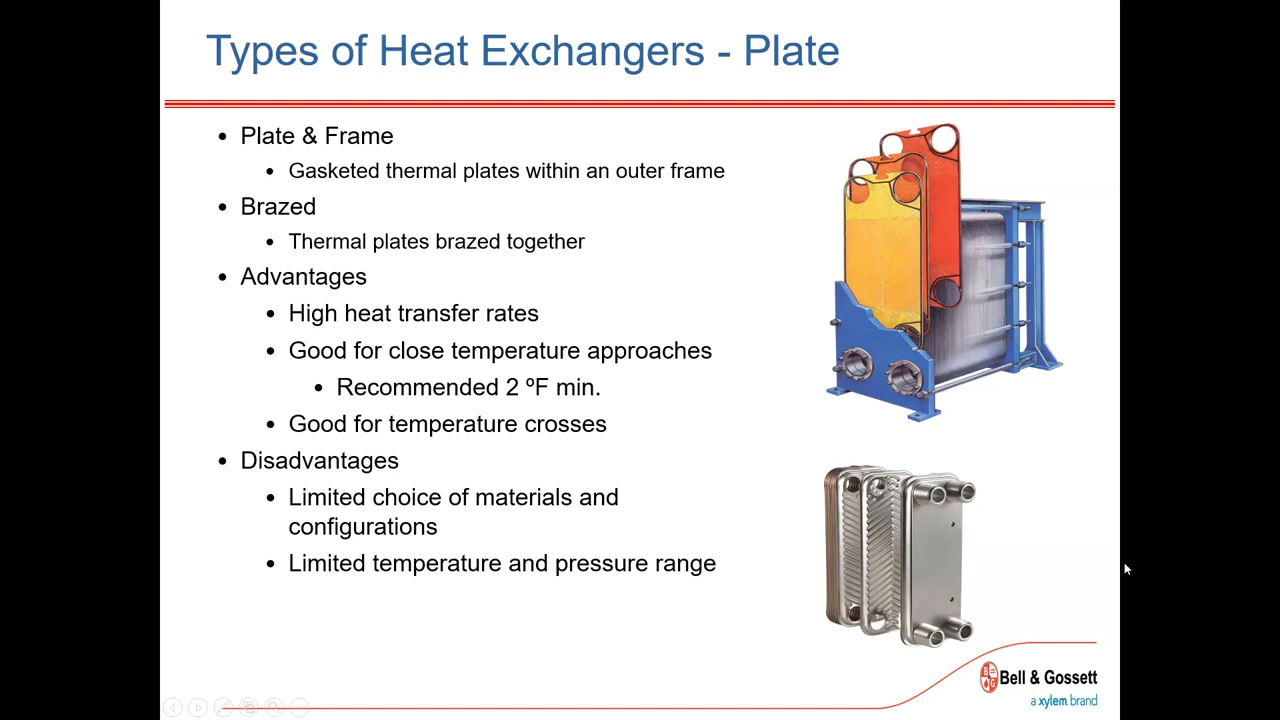 Types of Heat Exchangers - Plate
• Plate & Frame
• Gasketed thermal plates within an outer frame
• Brazed
• Thermal plates brazed together
• Advantages
• High heat transfer rates
• Good for close temperature approaches
• Recommended 2 ºF min.
• Good for temperature crosses
• Disadvantages
• Limited choice of materials and
configurations
• Limited temperature and pressure range
Bell & Gossett
a xylem brand